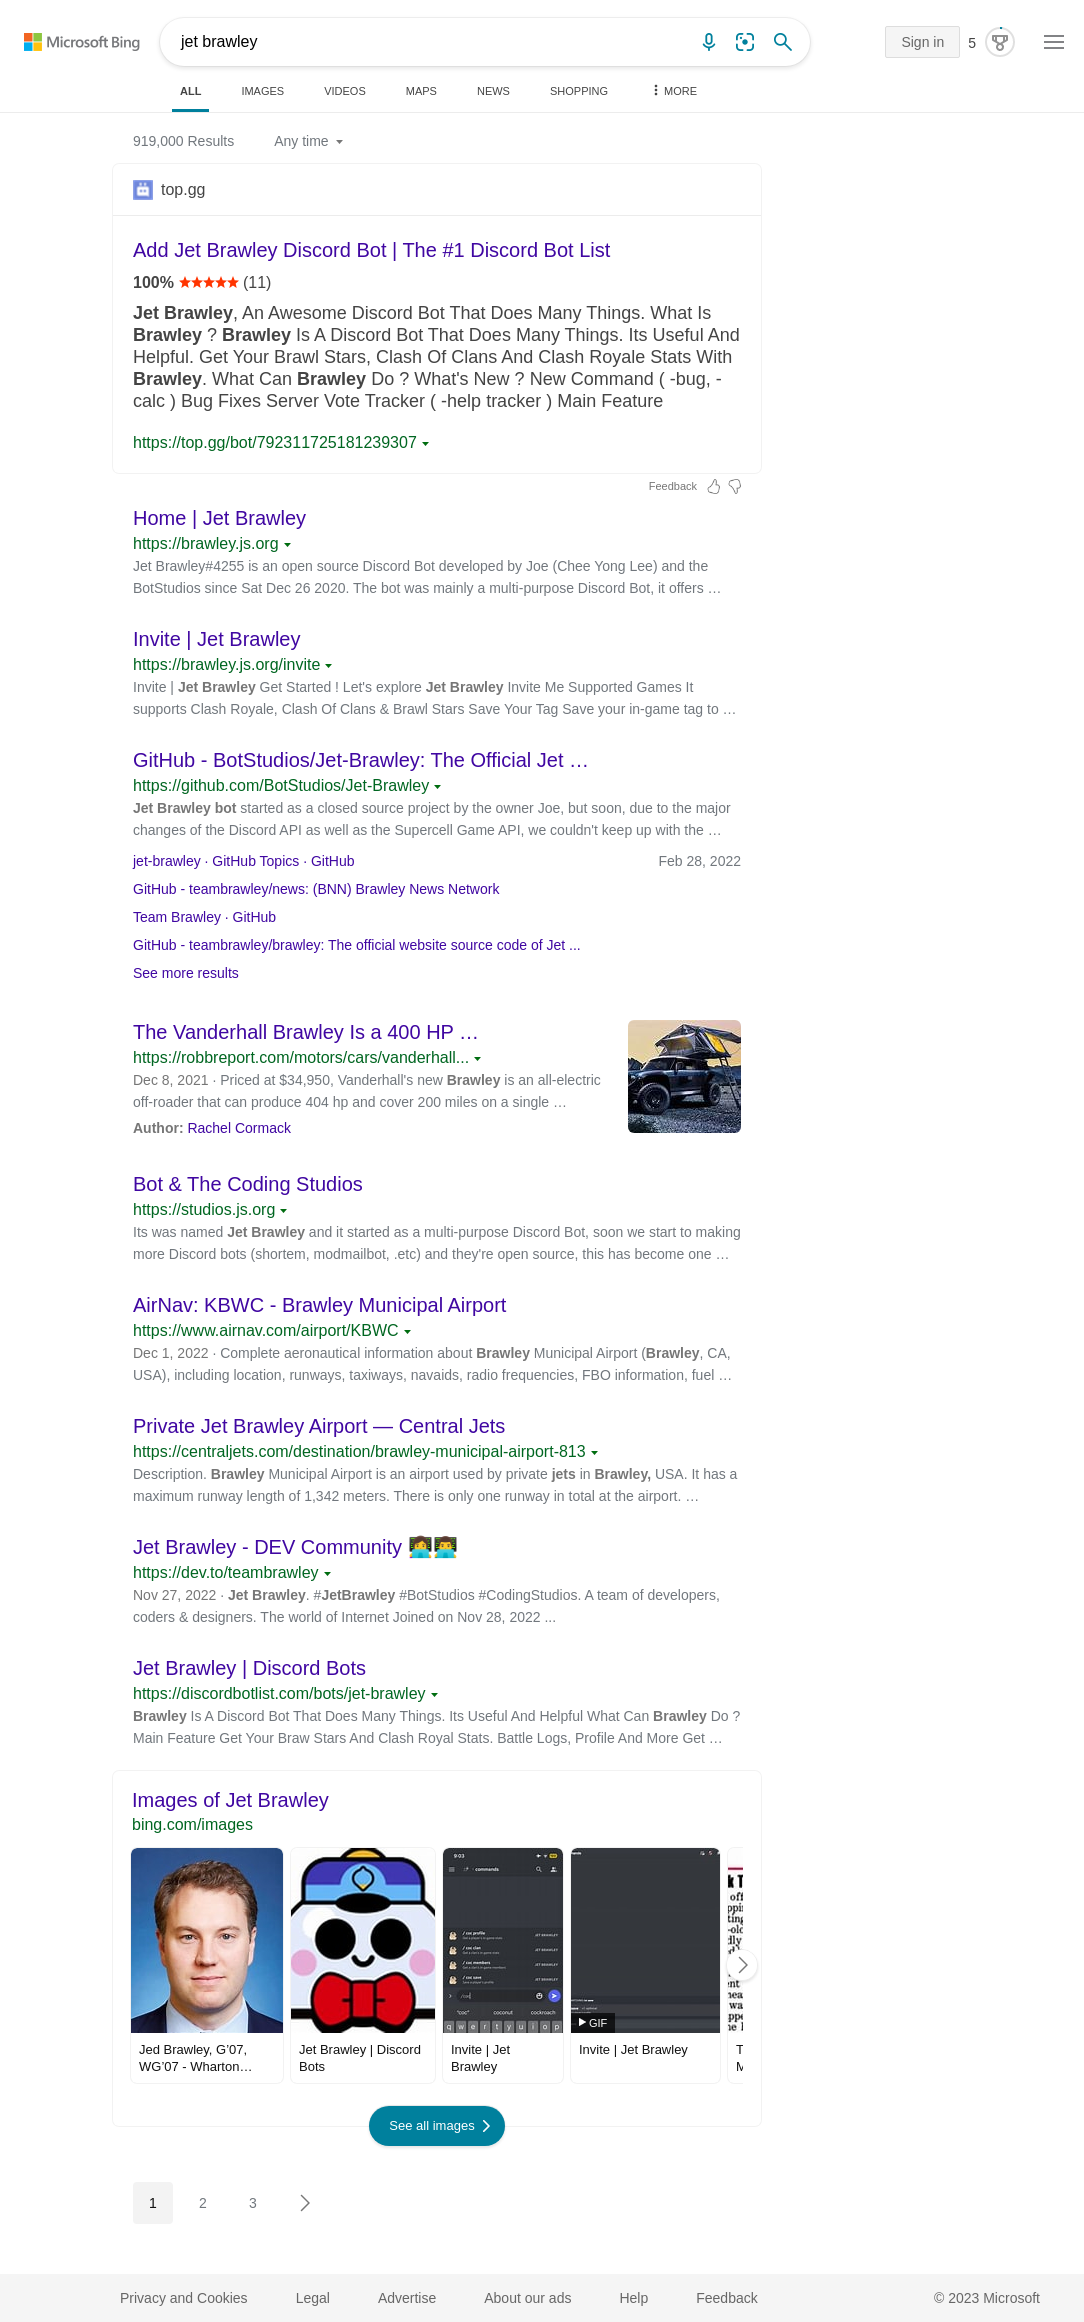 Microsoft Bing
jet brawley
Sign in
5
ALL
IMAGES
VIDEOS
MAPS
NEWS
SHOPPING
MORE
919,000 Results
Any time
top.gg
Add Jet Brawley Discord Bot | The #1 Discord Bot List
100% ★★★★★ (11)
Jet Brawley, An Awesome Discord Bot That Does Many Things. What Is
Brawley ? Brawley Is A Discord Bot That Does Many Things. Its Useful And
Helpful. Get Your Brawl Stars, Clash Of Clans And Clash Royale Stats With
Brawley. What Can Brawley Do ? What's New ? New Command ( -bug, -
calc ) Bug Fixes Server Vote Tracker ( -help tracker ) Main Feature
https://top.gg/bot/792311725181239307
Feedback
Home | Jet Brawley
https://brawley.js.org
Jet Brawley#4255 is an open source Discord Bot developed by Joe (Chee Yong Lee) and the
BotStudios since Sat Dec 26 2020. The bot was mainly a multi-purpose Discord Bot, it offers …
Invite | Jet Brawley
https://brawley.js.org/invite
Invite | Jet Brawley Get Started ! Let's explore Jet Brawley Invite Me Supported Games It
supports Clash Royale, Clash Of Clans & Brawl Stars Save Your Tag Save your in-game tag to …
GitHub - BotStudios/Jet-Brawley: The Official Jet …
https://github.com/BotStudios/Jet-Brawley
Jet Brawley bot started as a closed source project by the owner Joe, but soon, due to the major
changes of the Discord API as well as the Supercell Game API, we couldn't keep up with the …
jet-brawley · GitHub Topics · GitHub
Feb 28, 2022
GitHub - teambrawley/news: (BNN) Brawley News Network
Team Brawley · GitHub
GitHub - teambrawley/brawley: The official website source code of Jet ...
See more results
The Vanderhall Brawley Is a 400 HP …
https://robbreport.com/motors/cars/vanderhall...
Dec 8, 2021 · Priced at $34,950, Vanderhall's new Brawley is an all-electric
off-roader that can produce 404 hp and cover 200 miles on a single …
Author: Rachel Cormack
Bot & The Coding Studios
https://studios.js.org
Its was named Jet Brawley and it started as a multi-purpose Discord Bot, soon we start to making
more Discord bots (shortem, modmailbot, .etc) and they're open source, this has become one …
AirNav: KBWC - Brawley Municipal Airport
https://www.airnav.com/airport/KBWC
Dec 1, 2022 · Complete aeronautical information about Brawley Municipal Airport (Brawley, CA,
USA), including location, runways, taxiways, navaids, radio frequencies, FBO information, fuel …
Private Jet Brawley Airport — Central Jets
https://centraljets.com/destination/brawley-municipal-airport-813
Description. Brawley Municipal Airport is an airport used by private jets in Brawley, USA. It has a
maximum runway length of 1,342 meters. There is only one runway in total at the airport. …
Jet Brawley - DEV Community 👩‍💻👨‍💻
https://dev.to/teambrawley
Nov 27, 2022 · Jet Brawley. #JetBrawley #BotStudios #CodingStudios. A team of developers,
coders & designers. The world of Internet Joined on Nov 28, 2022 ...
Jet Brawley | Discord Bots
https://discordbotlist.com/bots/jet-brawley
Brawley Is A Discord Bot That Does Many Things. Its Useful And Helpful What Can Brawley Do ?
Main Feature Get Your Braw Stars And Clash Royal Stats. Battle Logs, Profile And More Get …
Images of Jet Brawley
bing.com/images
9:03
commands
/ coc profile
JET BRAWLEY
/ coc clan
JET BRAWLEY
/ coc members
JET BRAWLEY
/ coc save
JET BRAWLEY
"coc"
coconut
cockroach
q w e r t y u i o p
GIF
Jed Brawley, G'07,
WG'07 - Wharton…
Jet Brawley | Discord
Bots
Invite | Jet
Brawley
Invite | Jet Brawley
See all images
1
2
3
Privacy and Cookies
Legal
Advertise
About our ads
Help
Feedback
© 2023 Microsoft